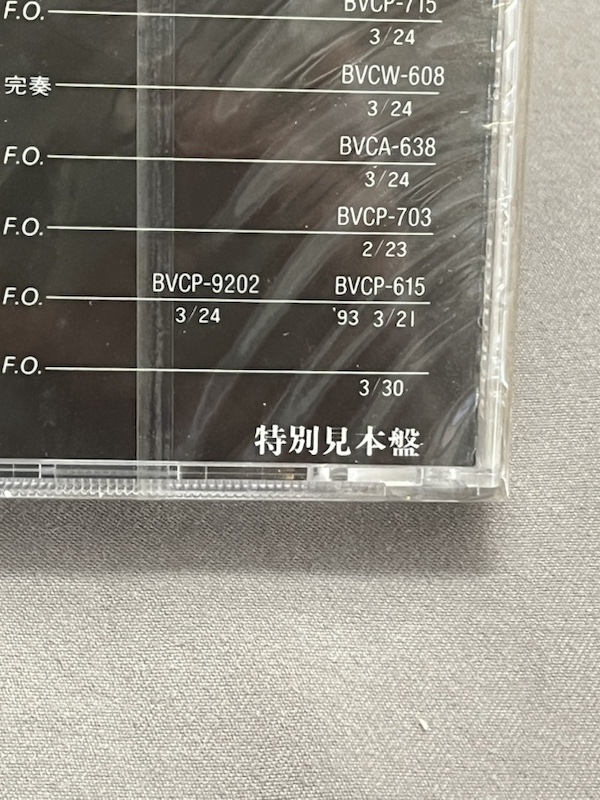 F.O. BVCP-715
3/24
完奏 BVCW-608
3/24
F.O. BVCA-638
3/24
F.O. BVCP-703
2/23
F.O. BVCP-9202 BVCP-615
3/24 '93 3/21
F.O.
3/30
特別見本盤